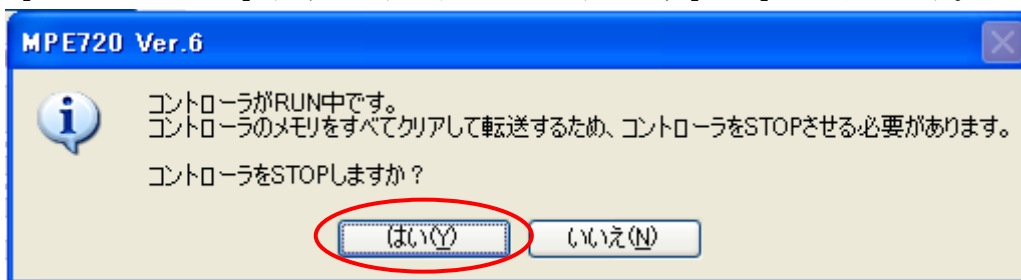 MPE720 Ver.6
コントローラがRUN中です。
コントローラのメモリをすべてクリアして転送するため、コントローラをSTOPさせる必要があります。
コントローラをSTOPしますか？
はい(Y) いいえ(N)